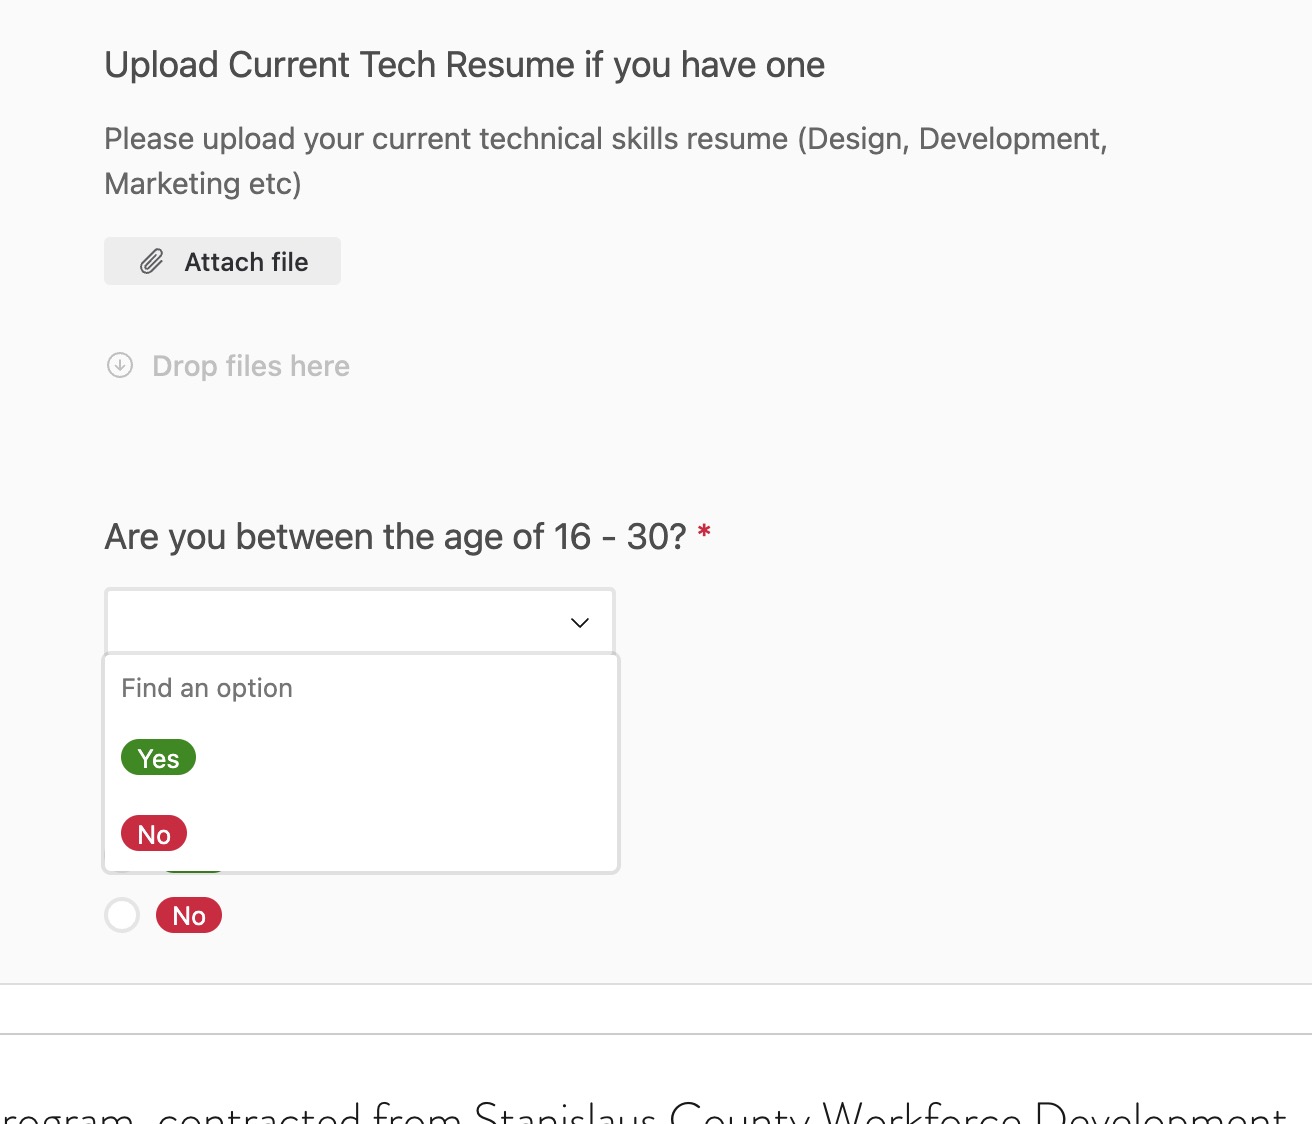 Upload Current Tech Resume if you have one
Please upload your current technical skills resume (Design, Development,
Marketing etc)
Attach file
Drop files here
Are you between the age of 16 - 30? *
Find an option
Yes
No
No
contracted from Stanislaus County Workforce Development